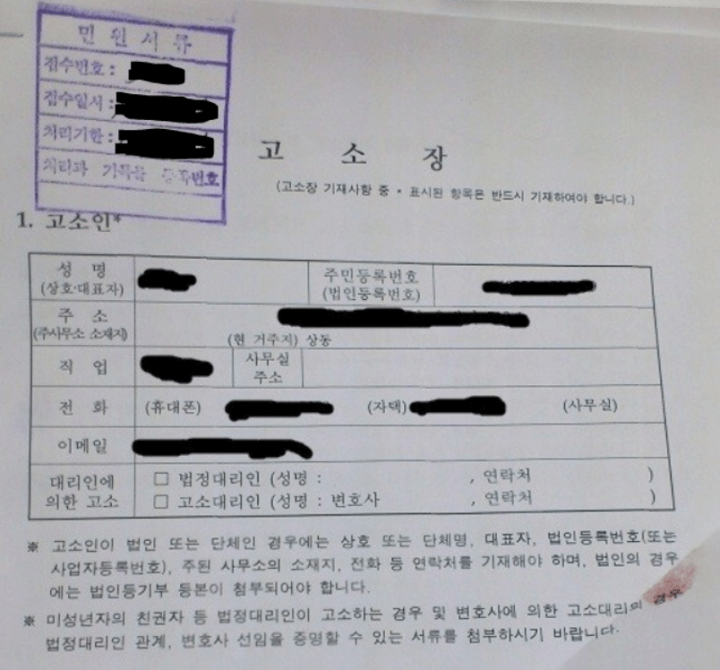 민 원 서 류
접수번호 :
접수일시 :
처리기한 :
처리과 기록물 등록번호
고 소 장
(고소장 기재사항 중 * 표시된 항목은 반드시 기재하여야 합니다.)
1. 고소인*
성 명 주민등록번호
(상호·대표자) (법인등록번호)
주 소
(주사무소 소재지) (현 거주지) 상동
직 업 사무실
주소
전 화 (휴대폰) (자택) (사무실)
이메일
대리인에 □ 법정대리인 (성명 : , 연락처 )
의한 고소 □ 고소대리인 (성명 : 변호사 , 연락처 )
※ 고소인이 법인 또는 단체인 경우에는 상호 또는 단체명, 대표자, 법인등록번호(또는
사업자등록번호), 주된 사무소의 소재지, 전화 등 연락처를 기재해야 하며, 법인의 경우
에는 법인등기부 등본이 첨부되어야 합니다.
※ 미성년자의 친권자 등 법정대리인이 고소하는 경우 및 변호사에 의한 고소대리의 경우
법정대리인 관계, 변호사 선임을 증명할 수 있는 서류를 첨부하시기 바랍니다.